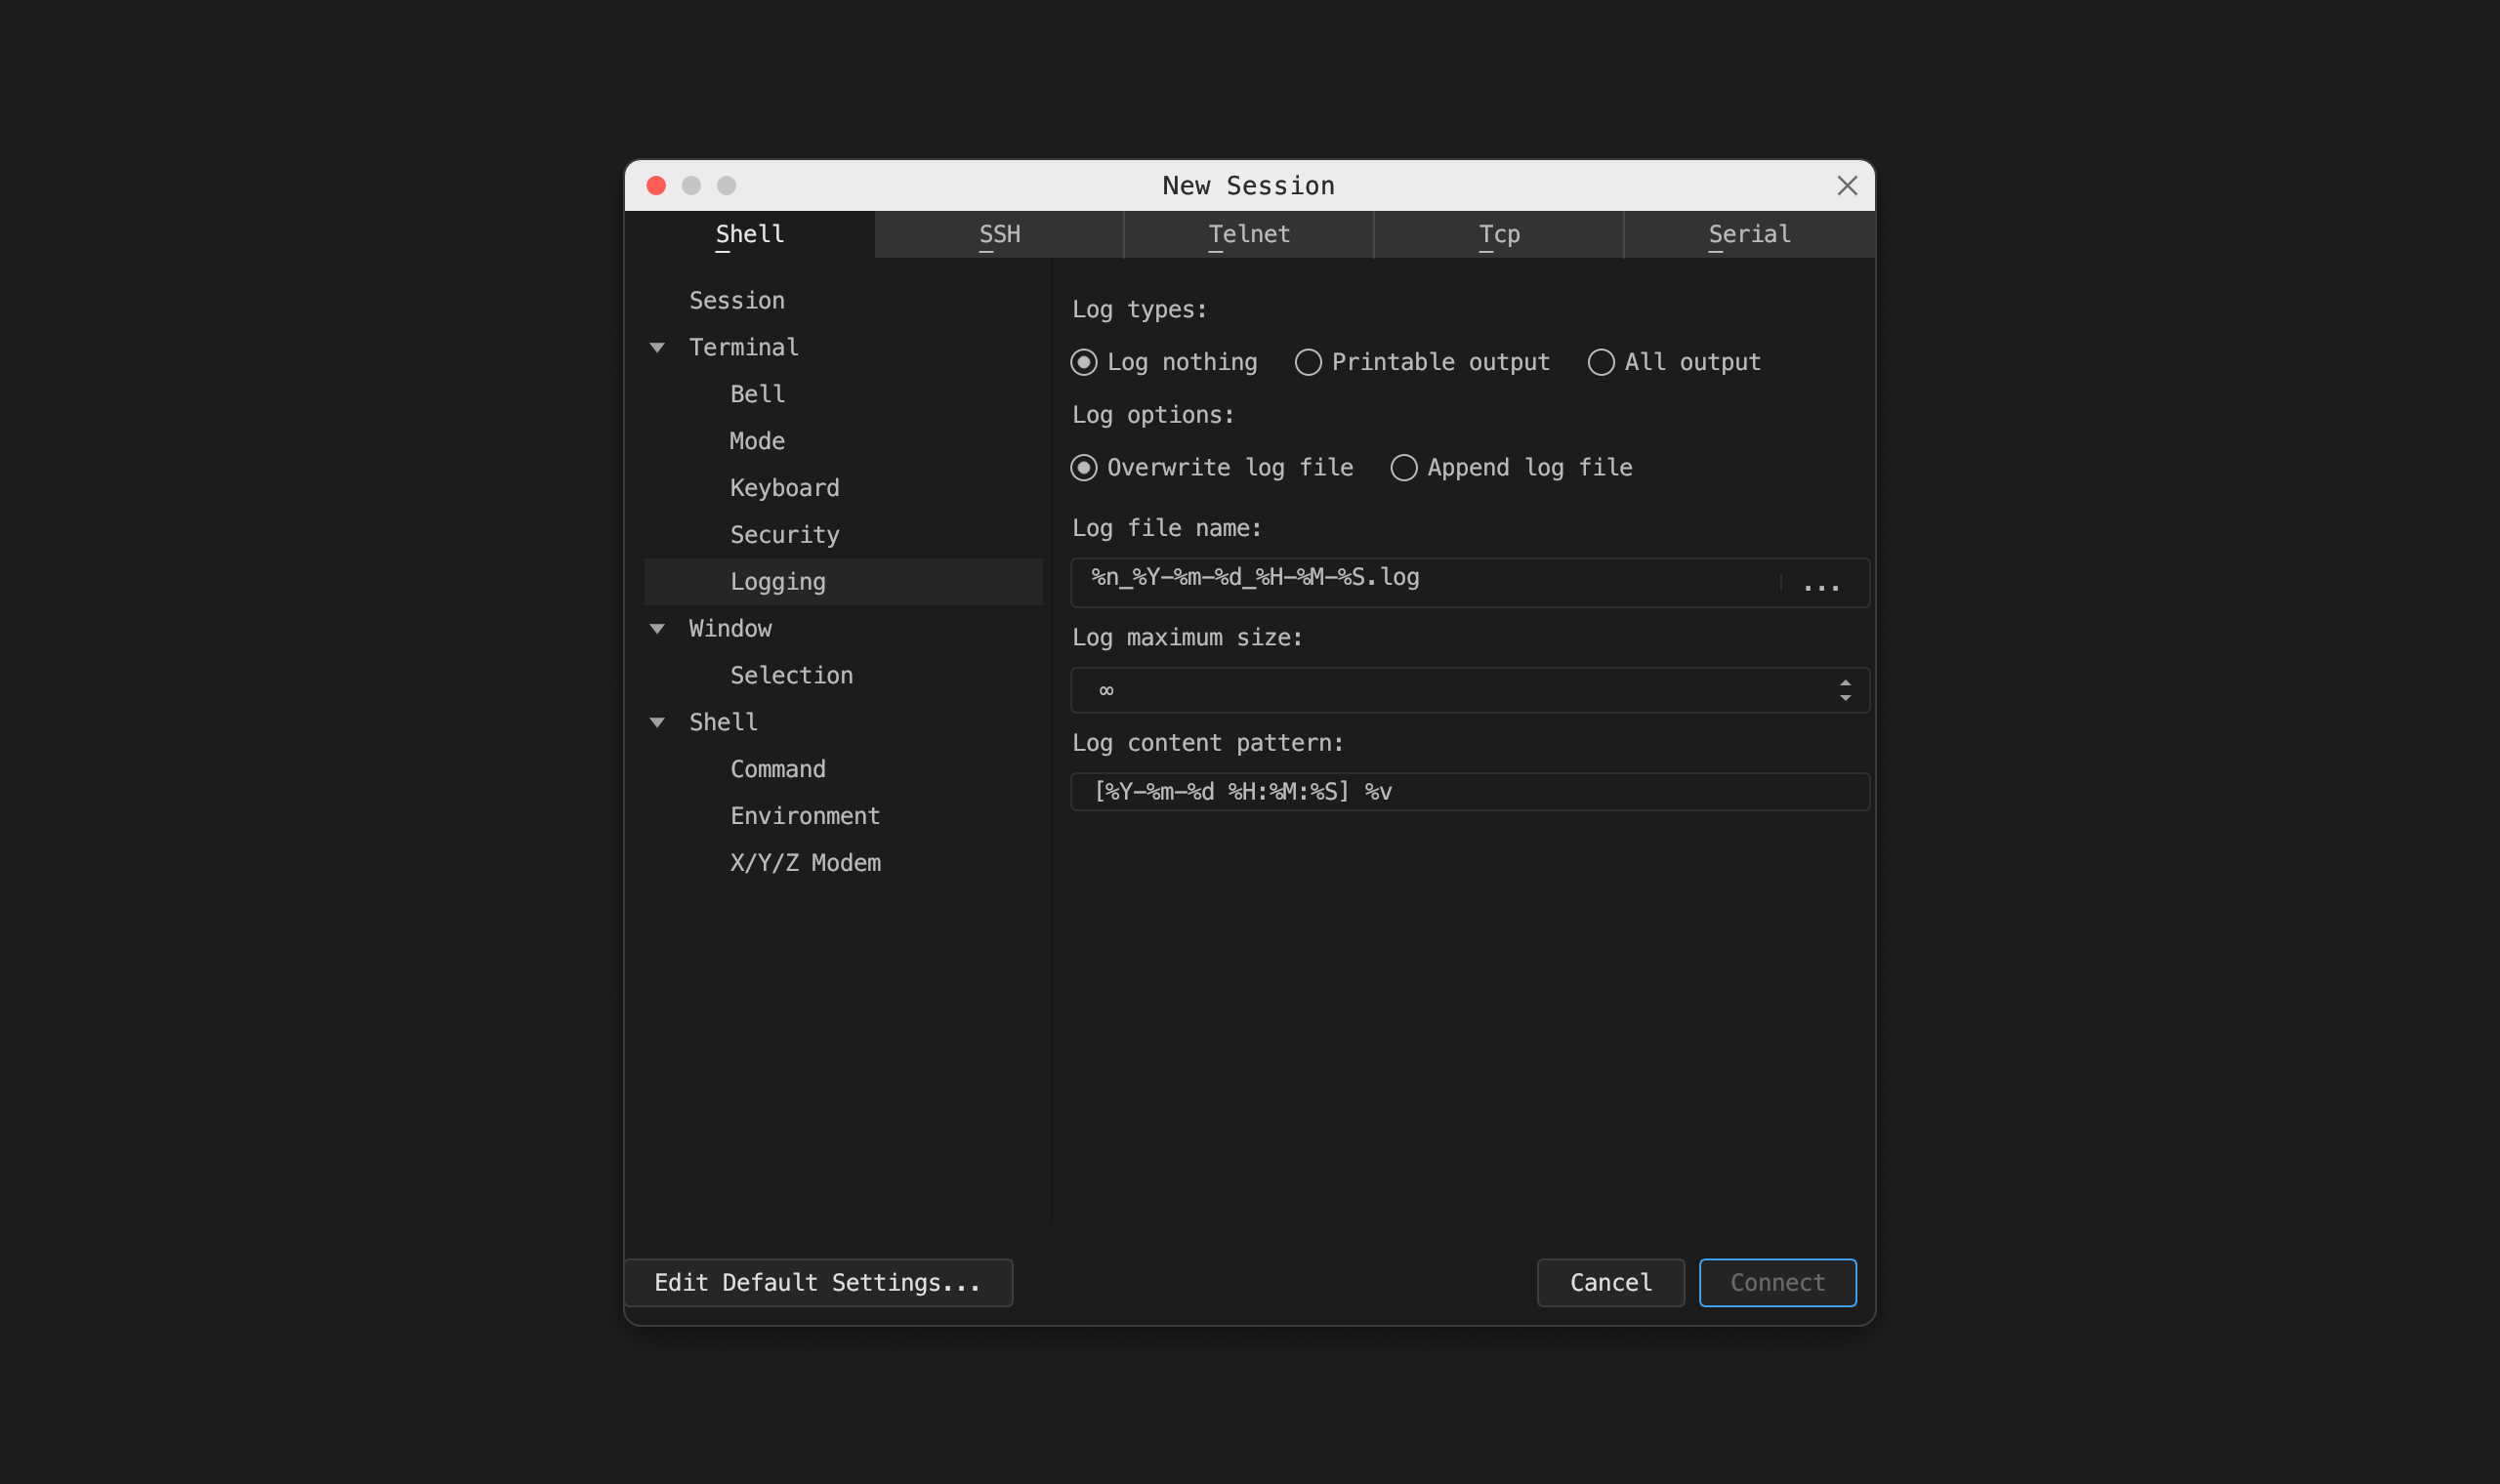 New Session
Shell SSH Telnet Tcp Serial
Session
Terminal
Bell
Mode
Keyboard
Security
Logging
Window
Selection
Shell
Command
Environment
X/Y/Z Modem
Log types:
Log nothing Printable output All output
Log options:
Overwrite log file Append log file
Log file name:
%n_%Y-%m-%d_%H-%M-%S.log ...
Log maximum size:
∞
Log content pattern:
[%Y-%m-%d %H:%M:%S] %v
Edit Default Settings... Cancel Connect